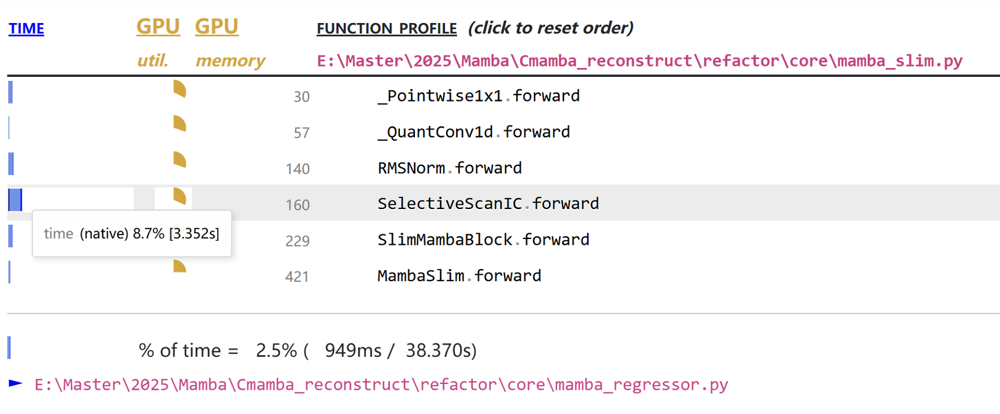 TIME GPU GPU FUNCTION PROFILE (click to reset order)
util. memory E:\Master\2025\Mamba\Cmamba_reconstruct\refactor\core\mamba_slim.py
30 _Pointwise1x1.forward
57 _QuantConv1d.forward
140 RMSNorm.forward
160 SelectiveScanIC.forward
time (native) 8.7% [3.352s]
229 SlimMambaBlock.forward
421 MambaSlim.forward
% of time = 2.5% ( 949ms / 38.370s)
► E:\Master\2025\Mamba\Cmamba_reconstruct\refactor\core\mamba_regressor.py